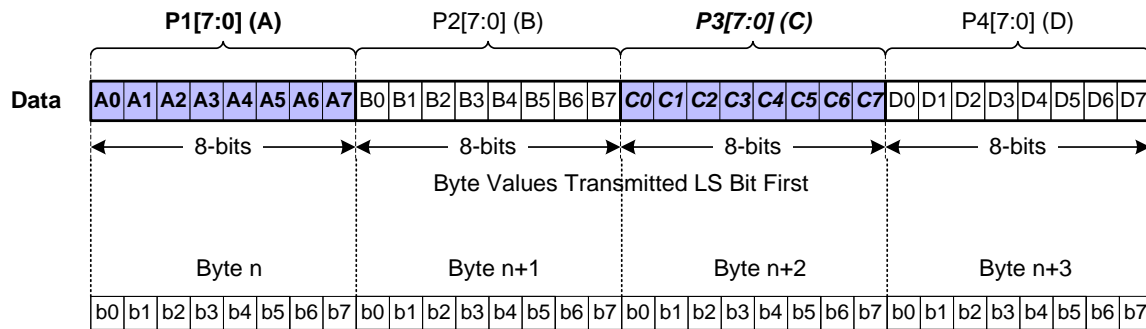 P1[7:0] (A) P2[7:0] (B) P3[7:0] (C) P4[7:0] (D)
Data A0 A1 A2 A3 A4 A5 A6 A7 B0 B1 B2 B3 B4 B5 B6 B7 C0 C1 C2 C3 C4 C5 C6 C7 D0 D1 D2 D3 D4 D5 D6 D7
8-bits 8-bits 8-bits 8-bits
Byte Values Transmitted LS Bit First
Byte n Byte n+1 Byte n+2 Byte n+3
b0 b1 b2 b3 b4 b5 b6 b7 b0 b1 b2 b3 b4 b5 b6 b7 b0 b1 b2 b3 b4 b5 b6 b7 b0 b1 b2 b3 b4 b5 b6 b7